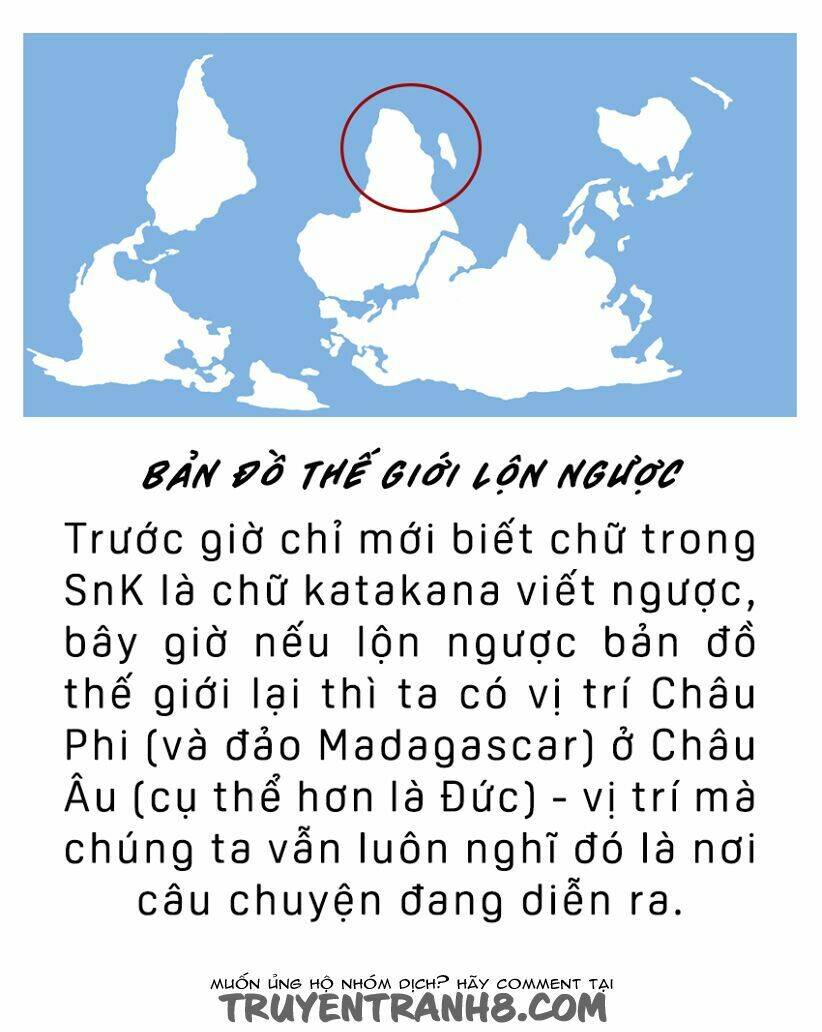 BẢN ĐỒ THẾ GIỚI LỘN NGƯỢC
Trước giờ chỉ mới biết chữ trong
SnK là chữ katakana viết ngược,
bây giờ nếu lộn ngược bản đồ
thế giới lại thì ta có vị trí Châu
Phi (và đảo Madagascar) ở Châu
Âu (cụ thể hơn là Đức) - vị trí mà
chúng ta vẫn luôn nghĩ đó là nơi
câu chuyện đang diễn ra.
MUỐN ỦNG HỘ NHÓM DỊCH? HÃY COMMENT TẠI
TRUYENTRANH8.COM